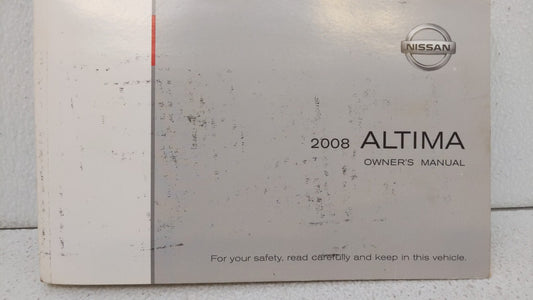 NISSAN
2008 ALTIMA
OWNER'S MANUAL
For your safety, read carefully and keep in this vehicle.